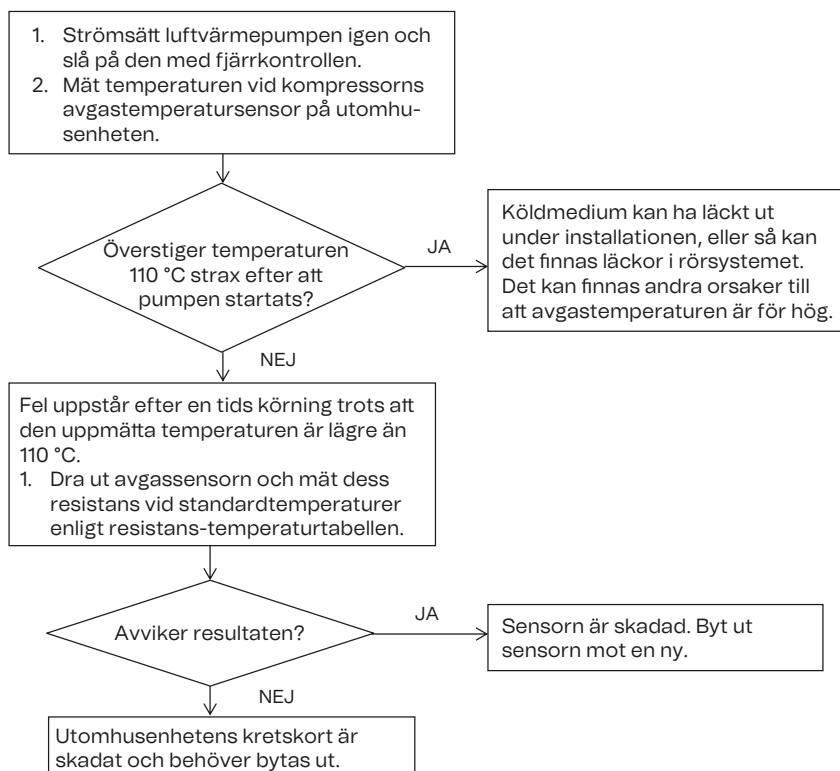 1. Strömsätt luftvärmepumpen igen och
slå på den med fjärrkontrollen.
2. Mät temperaturen vid kompressorns
avgastemperatursensor på utomhu-
senheten.
Överstiger temperaturen
110 °C strax efter att
pumpen startats?
JA
Köldmedium kan ha läckt ut
under installationen, eller så kan
det finnas läckor i rörsystemet.
Det kan finnas andra orsaker till
att avgastemperaturen är för hög.
NEJ
Fel uppstår efter en tids körning trots att
den uppmätta temperaturen är lägre än
110 °C.
1. Dra ut avgassensorn och mät dess
resistans vid standardtemperaturer
enligt resistans-temperaturtabellen.
Avviker resultaten?
JA
Sensorn är skadad. Byt ut
sensorn mot en ny.
NEJ
Utomhusenhetens kretskort är
skadat och behöver bytas ut.